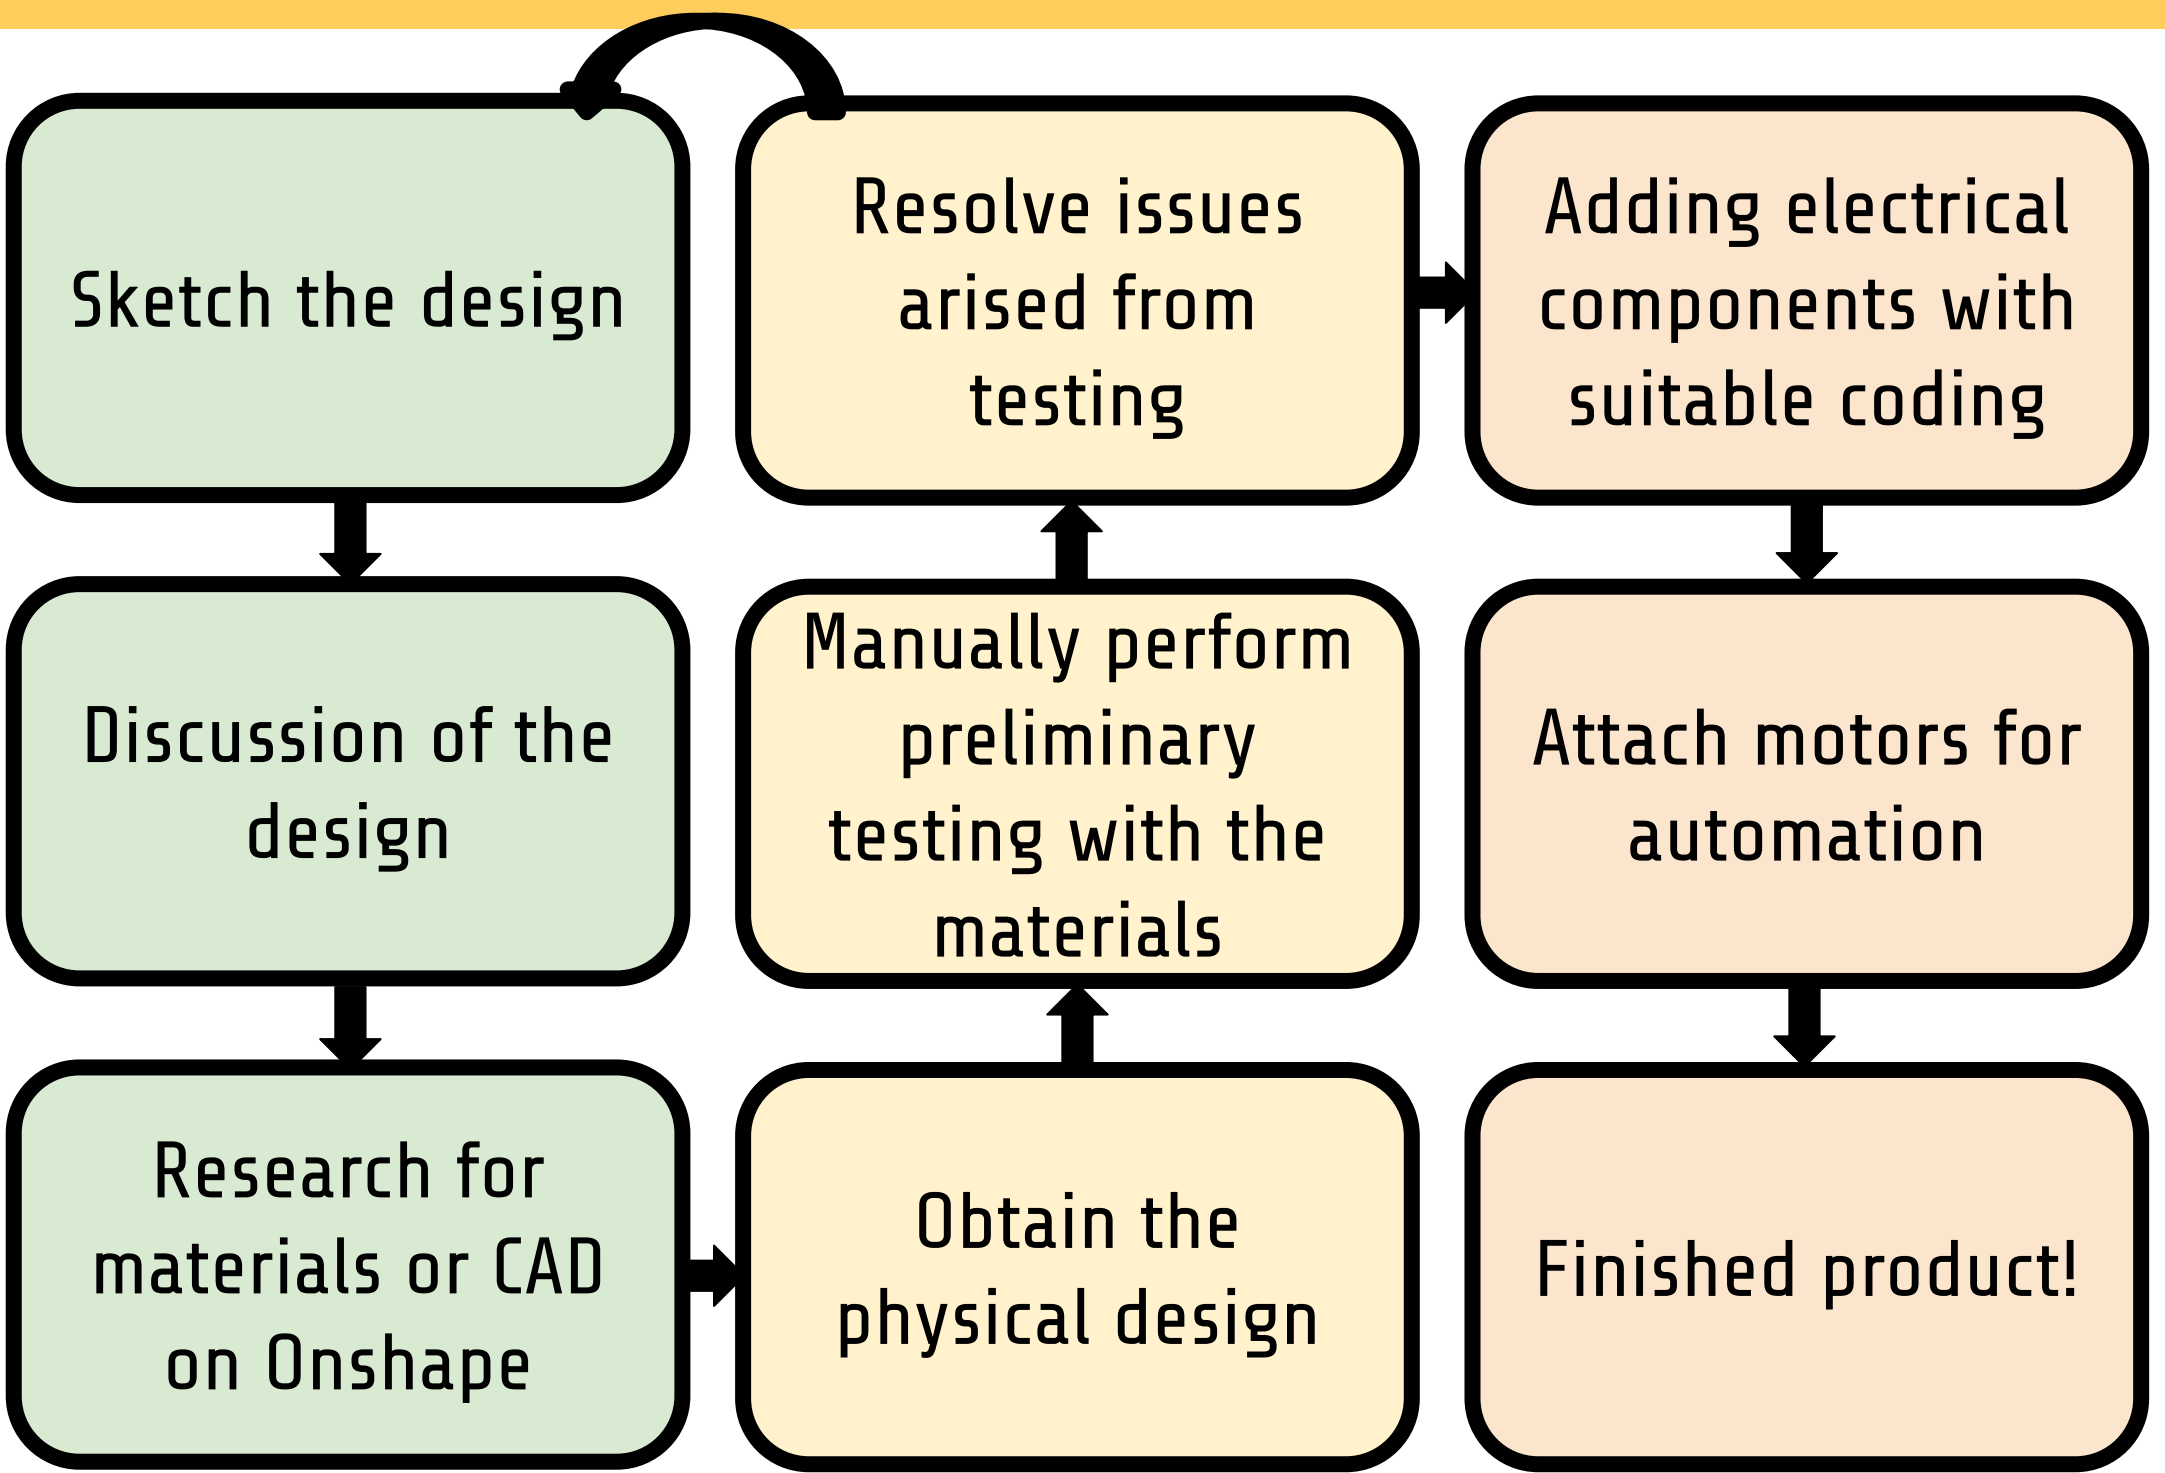 Sketch the design
Discussion of the
design
Research for
materials or CAD
on Onshape
Obtain the
physical design
Manually perform
preliminary
testing with the
materials
Resolve issues
arised from
testing
Adding electrical
components with
suitable coding
Attach motors for
automation
Finished product!